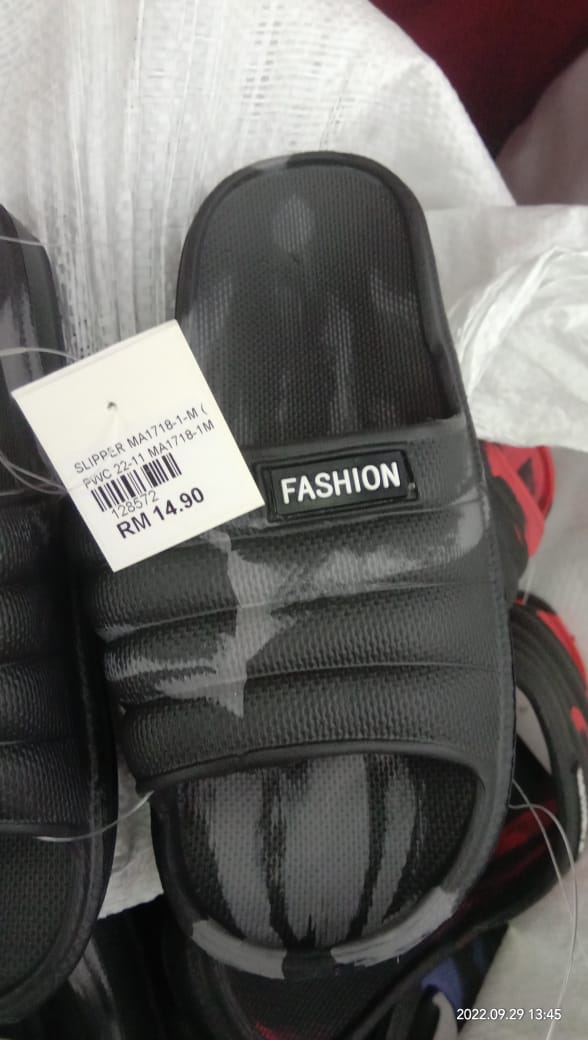 SLIPPER MA1718-1-M (
PWC 22-11 MA1718-1M
128572
RM 14.90
FASHION
2022.09.29 13:45